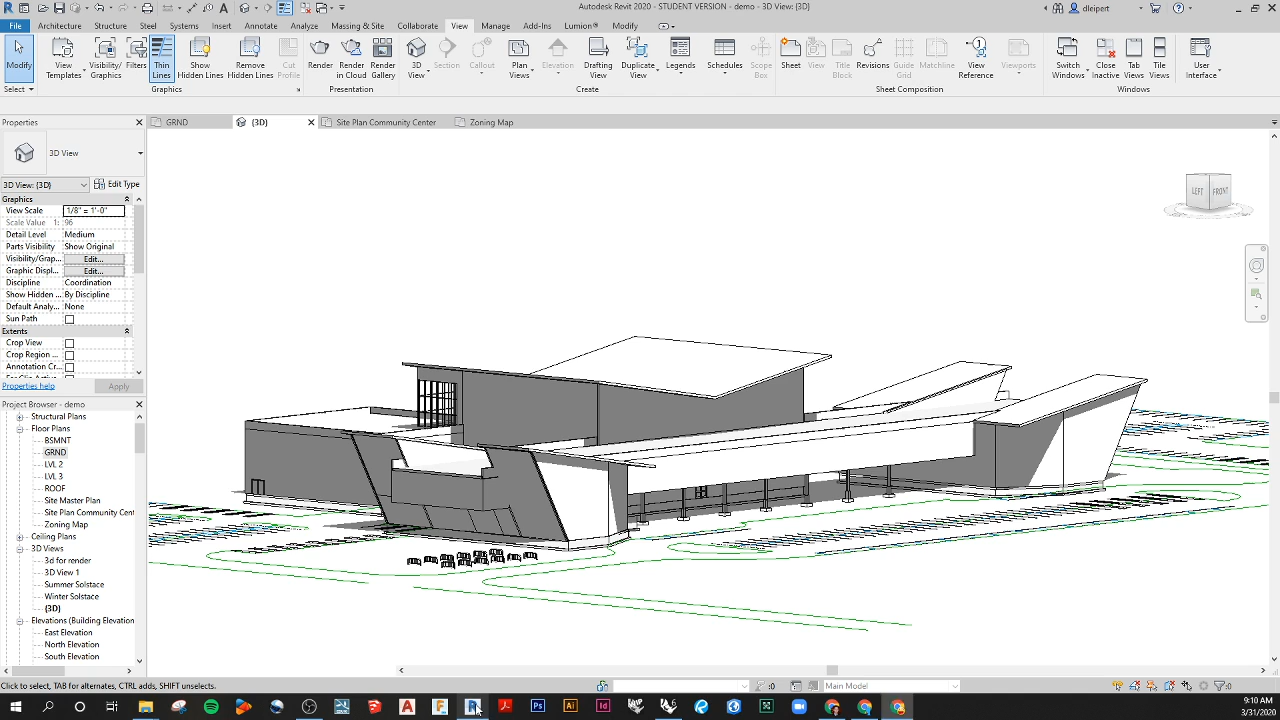 Autodesk Revit 2020 - STUDENT VERSION - demo - 3D View: {3D}
dleipert
File Architecture Structure Steel Systems Insert Annotate Analyze Massing & Site Collaborate View Manage Add-Ins Lumion® Modify
Modify
View Templates
Visibility/ Graphics
Filters
Thin Lines
Show Hidden Lines
Remove Hidden Lines
Cut Profile
Render
Render in Cloud
Render Gallery
3D View
Section
Callout
Plan Views
Elevation
Drafting View
Duplicate View
Legends
Schedules
Scope Box
Sheet
View
Title Block
Revisions
Guide Grid
Matchline
View Reference
Viewports
Switch Windows
Close Inactive
Tab Views
Tile Views
User Interface
Select Graphics Presentation Create Sheet Composition Windows
Properties
GRND {3D} Site Plan Community Center Zoning Map
3D View
3D View: {3D} Edit Type
Graphics
View Scale 1/8" = 1'-0"
Scale Value 1: 96
Detail Level Medium
Parts Visibility Show Original
Visibility/Grap... Edit...
Graphic Displ... Edit...
Discipline Coordination
Show Hidden ... By Discipline
Default Analy... None
Sun Path
Extents
Crop View
Crop Region ...
Annotation Cr...
Properties help Apply
Project Browser - demo
Structural Plans
Floor Plans
BSMNT
GRND
LVL 2
LVL 3
ROOF
Site Master Plan
Site Plan Community Cent
Zoning Map
Ceiling Plans
3D Views
3d for render
3D View 1
Summer Solstace
Winter Solstace
{3D}
Elevations (Building Elevation
East Elevation
North Elevation
South Elevation
LEFT FRONT
Click to select, TAB for alternates, CTRL adds, SHIFT unselects.
:0
Main Model
:0
9:10 AM
3/31/2020